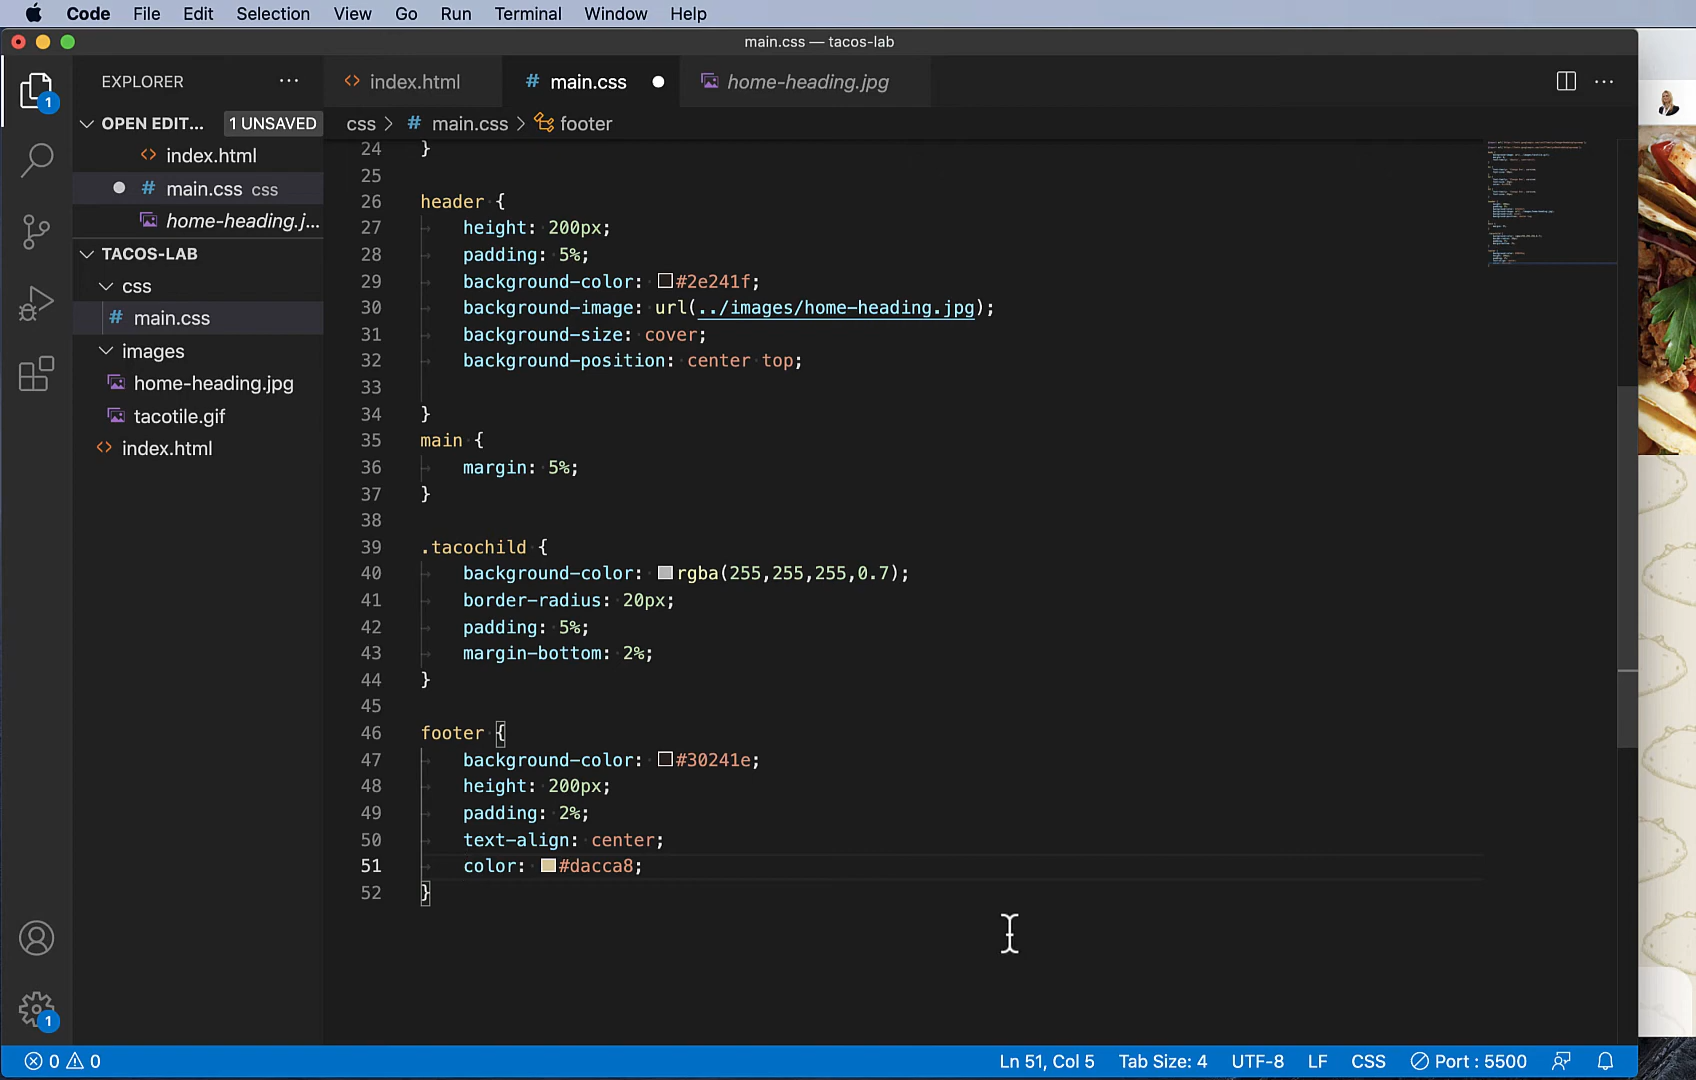 Code File Edit Selection View Go Run Terminal Window Help
main.css — tacos-lab
EXPLORER
1
index.html
main.css
home-heading.jpg
OPEN EDIT... 1 UNSAVED
index.html
main.css css
home-heading.j...
TACOS-LAB
css
main.css
images
home-heading.jpg
tacotile.gif
index.html
css > # main.css > footer
24 }
25
26 header {
27 height: 200px;
28 padding: 5%;
29 background-color: #2e241f;
30 background-image: url(../images/home-heading.jpg);
31 background-size: cover;
32 background-position: center top;
33
34 }
35 main {
36 margin: 5%;
37 }
38
39 .tacochild {
40 background-color: rgba(255,255,255,0.7);
41 border-radius: 20px;
42 padding: 5%;
43 margin-bottom: 2%;
44 }
45
46 footer {
47 background-color: #30241e;
48 height: 200px;
49 padding: 2%;
50 text-align: center;
51 color: #dacca8;
52 }
1
0 0 Ln 51, Col 5 Tab Size: 4 UTF-8 LF CSS Port : 5500